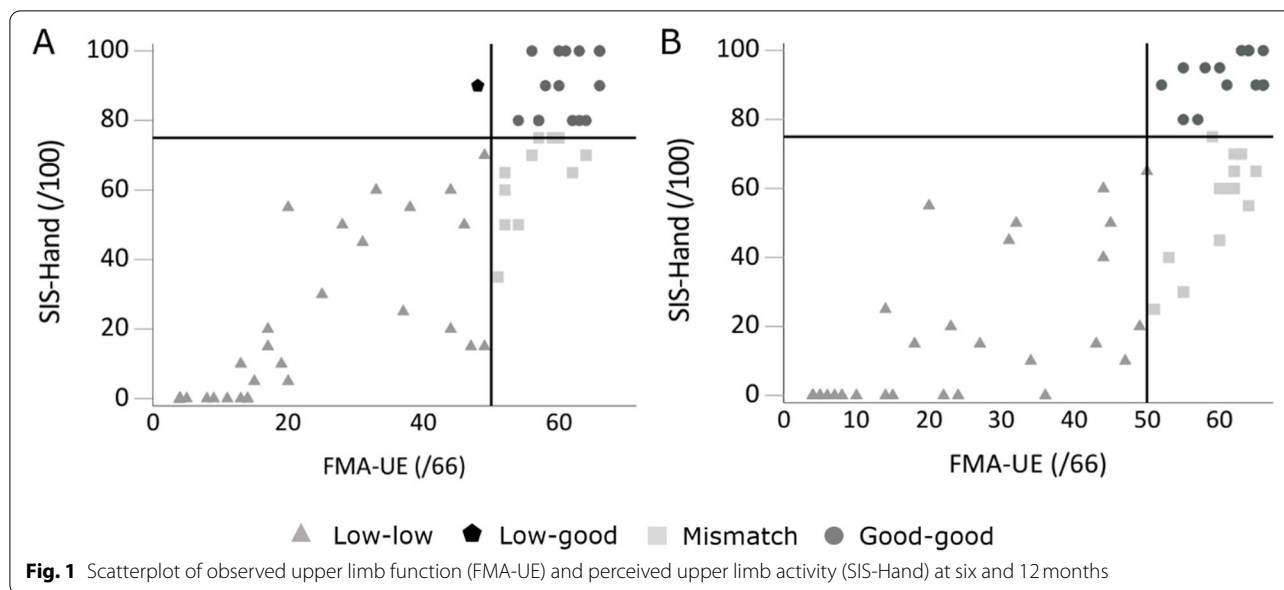 A
B
100
80
60
40
20
0
SIS-Hand (/100)
0 20 40 60
FMA-UE (/66)
100
80
60
40
20
0
SIS-Hand (/100)
0 10 20 30 40 50 60
FMA-UE (/66)
Low-low Low-good Mismatch Good-good
Fig. 1 Scatterplot of observed upper limb function (FMA-UE) and perceived upper limb activity (SIS-Hand) at six and 12 months